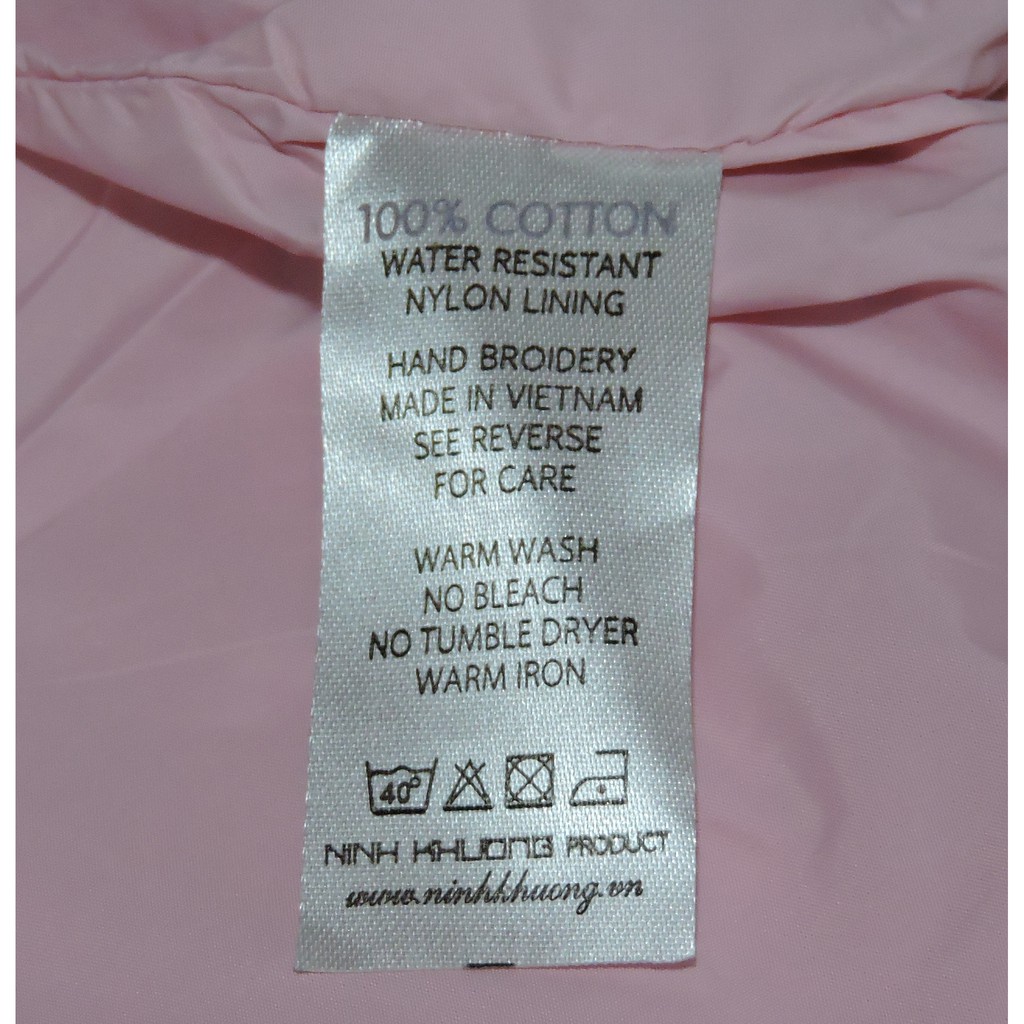 100% COTTON
WATER RESISTANT
NYLON LINING
HAND BROIDERY
MADE IN VIETNAM
SEE REVERSE
FOR CARE
WARM WASH
NO BLEACH
NO TUMBLE DRYER
WARM IRON
40°
NINH KHUONG PRODUCT
www.ninhkhuong.vn